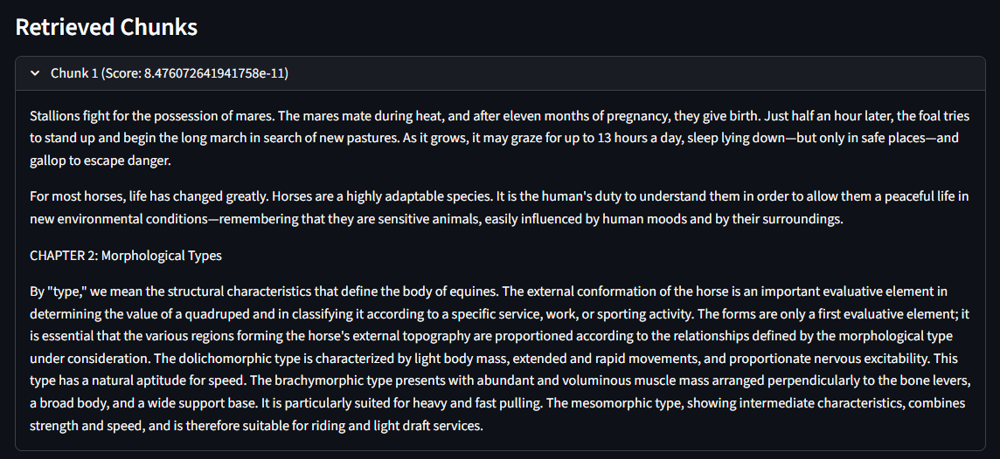 Retrieved Chunks
Chunk 1 (Score: 8.476072641941758e-11)
Stallions fight for the possession of mares. The mares mate during heat, and after eleven months of pregnancy, they give birth. Just half an hour later, the foal tries
to stand up and begin the long march in search of new pastures. As it grows, it may graze for up to 13 hours a day, sleep lying down—but only in safe places—and
gallop to escape danger.
For most horses, life has changed greatly. Horses are a highly adaptable species. It is the human's duty to understand them in order to allow them a peaceful life in
new environmental conditions—remembering that they are sensitive animals, easily influenced by human moods and by their surroundings.
CHAPTER 2: Morphological Types
By "type," we mean the structural characteristics that define the body of equines. The external conformation of the horse is an important evaluative element in
determining the value of a quadruped and in classifying it according to a specific service, work, or sporting activity. The forms are only a first evaluative element; it
is essential that the various regions forming the horse's external topography are proportioned according to the relationships defined by the morphological type
under consideration. The dolichomorphic type is characterized by light body mass, extended and rapid movements, and proportionate nervous excitability. This
type has a natural aptitude for speed. The brachymorphic type presents with abundant and voluminous muscle mass arranged perpendicularly to the bone levers,
a broad body, and a wide support base. It is particularly suited for heavy and fast pulling. The mesomorphic type, showing intermediate characteristics, combines
strength and speed, and is therefore suitable for riding and light draft services.